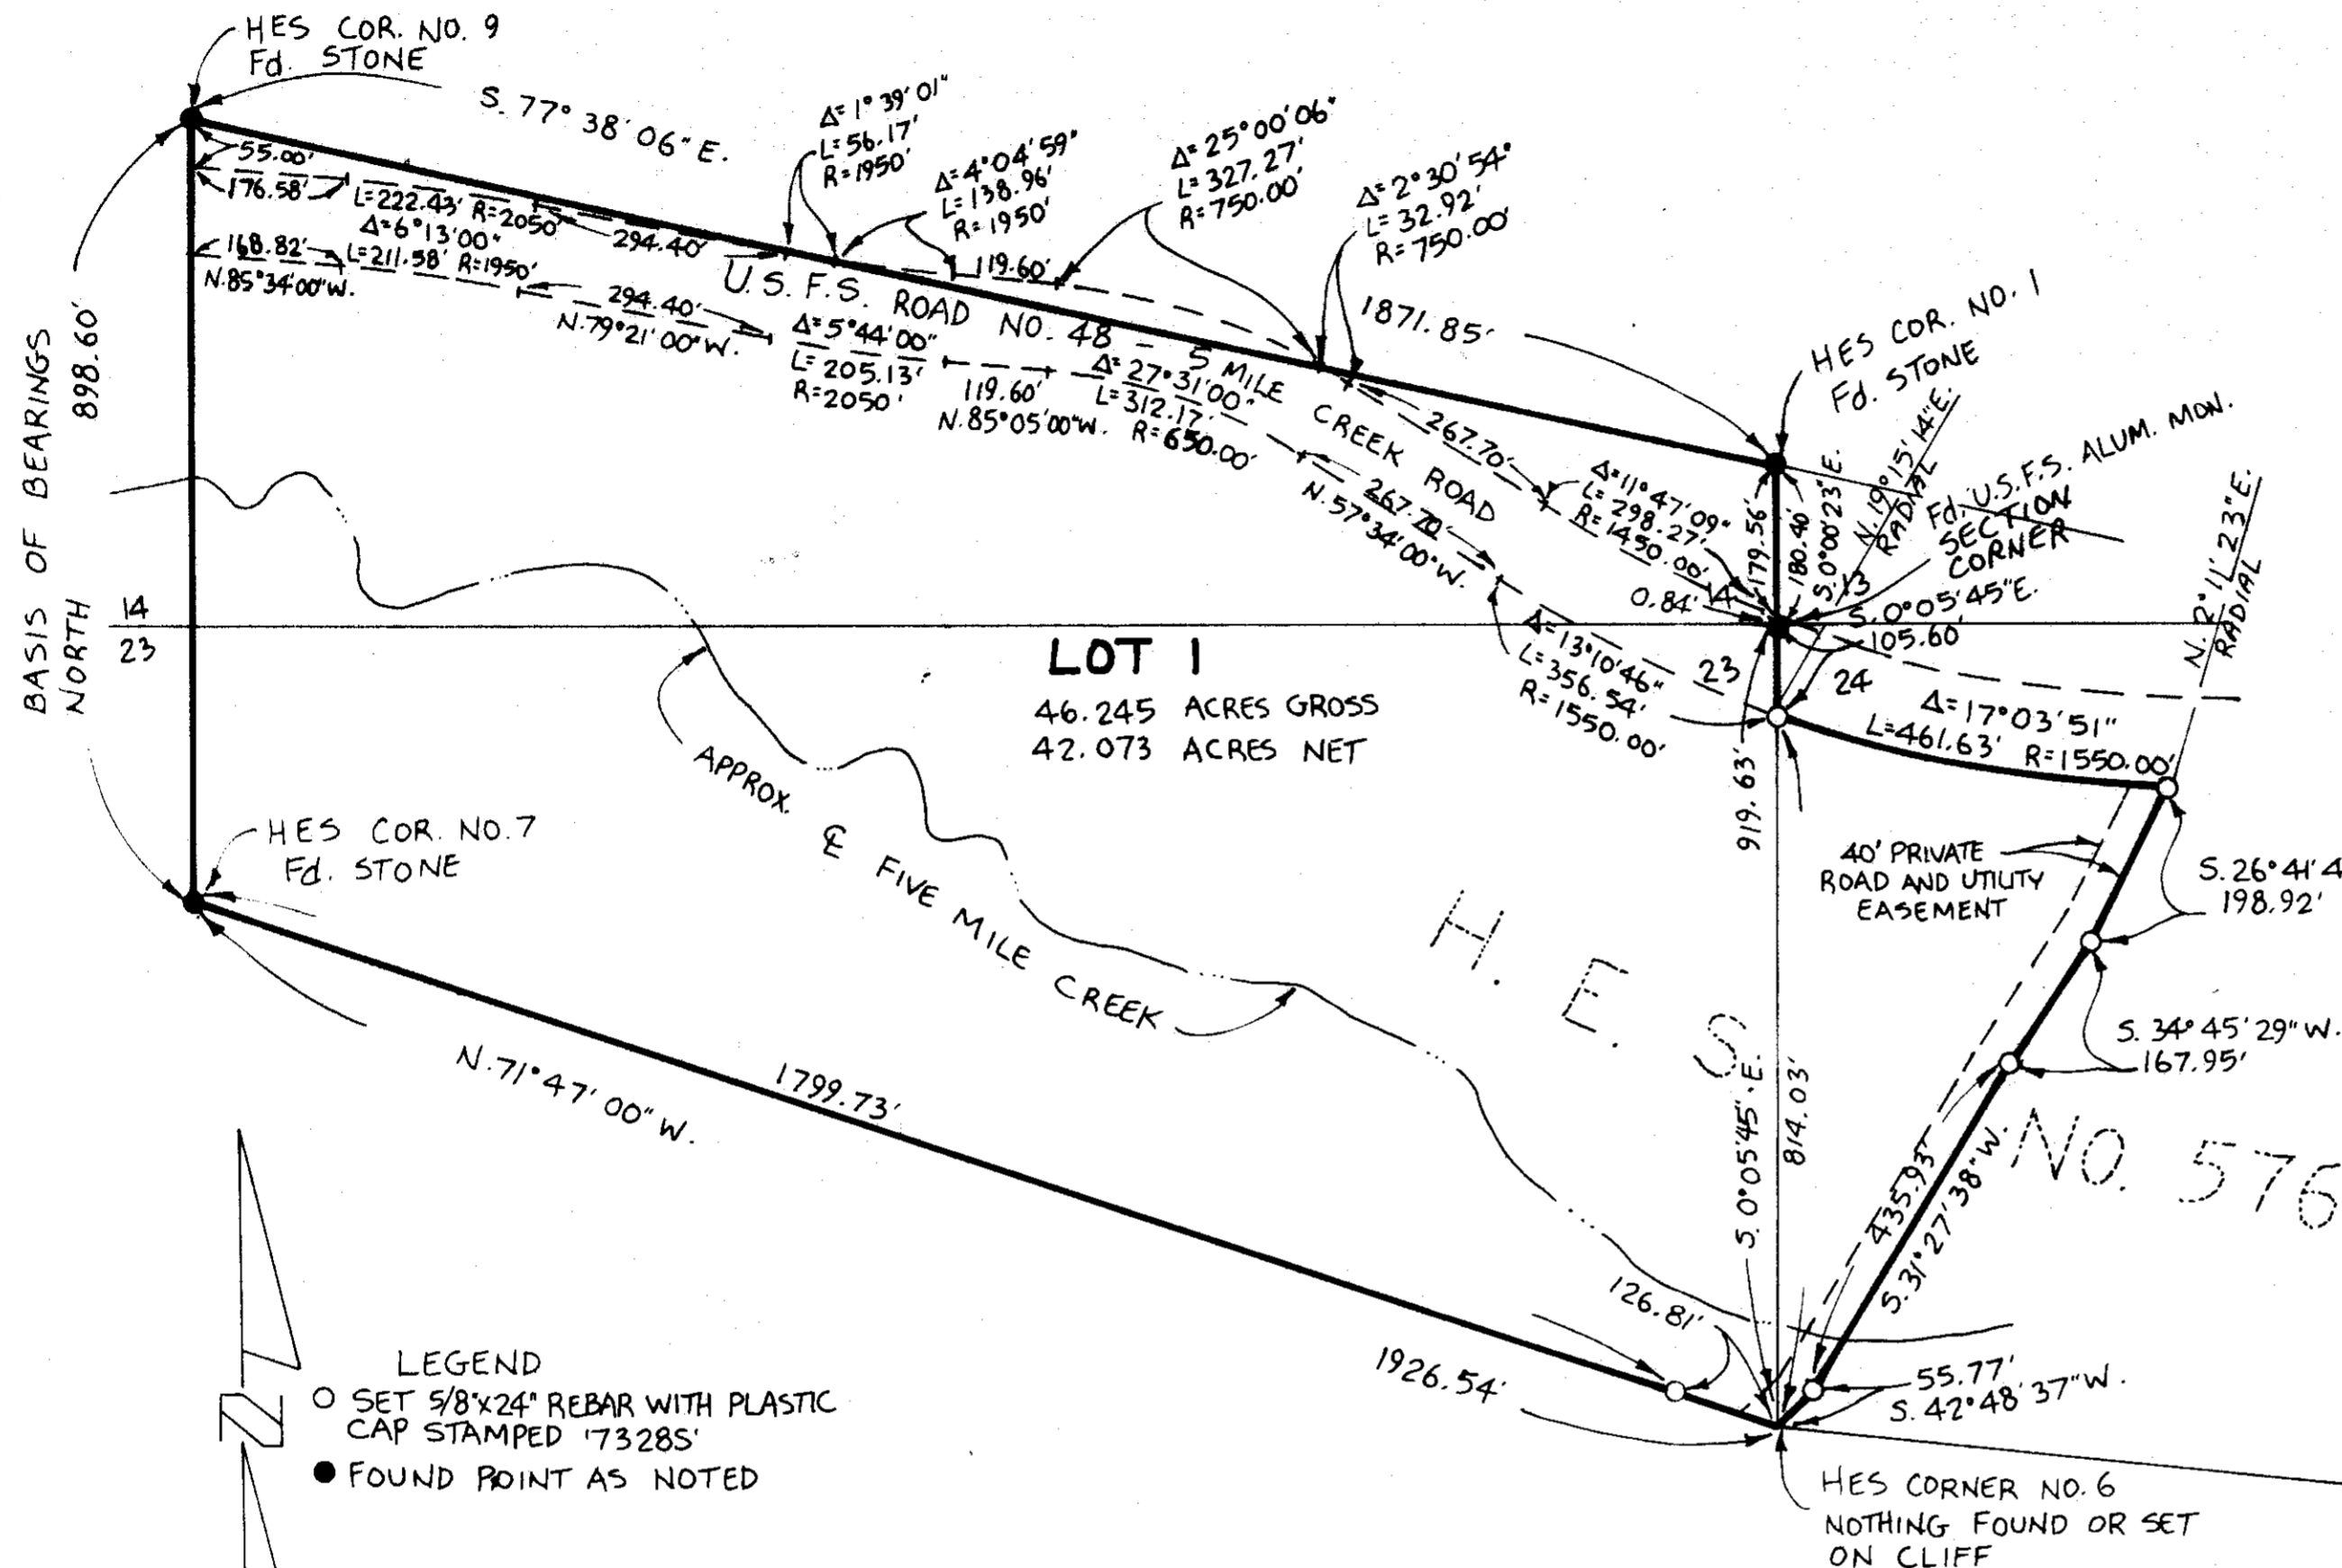 HES COR. NO. 9
Fd. STONE
S. 77° 38' 06" E.
Δ= 1° 39' 01"
L= 56.17'
R= 1950'
Δ= 4° 04' 59"
L= 138.96'
R= 1950'
Δ= 25° 00' 06"
L= 327.27'
R= 750.00'
Δ= 2° 30' 54"
L= 32.92'
R= 750.00'
55.00'
176.58'
L=222.43' R=2050'
Δ=6° 13' 00"
294.40'
168.82'
L=211.58' R=1950'
N. 85° 34' 00" W.
119.60'
U.S.F.S. ROAD NO. 48 - 5 MILE CREEK ROAD
294.40'
N. 79° 21' 00" W.
Δ= 5° 44' 00"
L= 205.13'
R=2050'
119.60'
N. 85° 05' 00" W.
Δ= 27° 31' 00"
L= 312.17'
R= 650.00'
1871.85'
HES COR. NO. 1
Fd. STONE
267.70'
267.70'
N. 57° 34' 00" W.
Δ= 11° 47' 09"
L= 298.27'
R= 1450.00'
179.56'
180.40'
S. 0° 00' 23" E.
N. 19° 15' 14" E.
RADIAL
Fd. U.S.F.S. ALUM. MON.
SECTION
CORNER
N. 2° 11' 23" E.
RADIAL
0.84'
14
13
S. 0° 05' 45" E.
105.60'
23
24
Δ= 13° 10' 46"
L= 356.54'
R= 1550.00'
Δ= 17° 03' 51"
L=461.63' R=1550.00'
BASIS OF BEARINGS
NORTH 898.60'
14
23
LOT 1
46.245 ACRES GROSS
42.073 ACRES NET
APPROX. ℄ FIVE MILE CREEK
HES COR. NO. 7
Fd. STONE
919.63'
40' PRIVATE
ROAD AND UTILITY
EASEMENT
S. 26° 41' 4
198.92'
S. 34° 45' 29" W.
167.95'
H. E. S. NO. 576
N. 71° 47' 00" W.
1799.73'
S. 0° 05' 45" E.
814.03'
435.93'
S. 31° 27' 38" W.
126.81'
1926.54'
55.77'
S. 42° 48' 37" W.
HES CORNER NO. 6
NOTHING FOUND OR SET
ON CLIFF
N
LEGEND
SET 5/8"x24" REBAR WITH PLASTIC
CAP STAMPED '7328S'
FOUND POINT AS NOTED